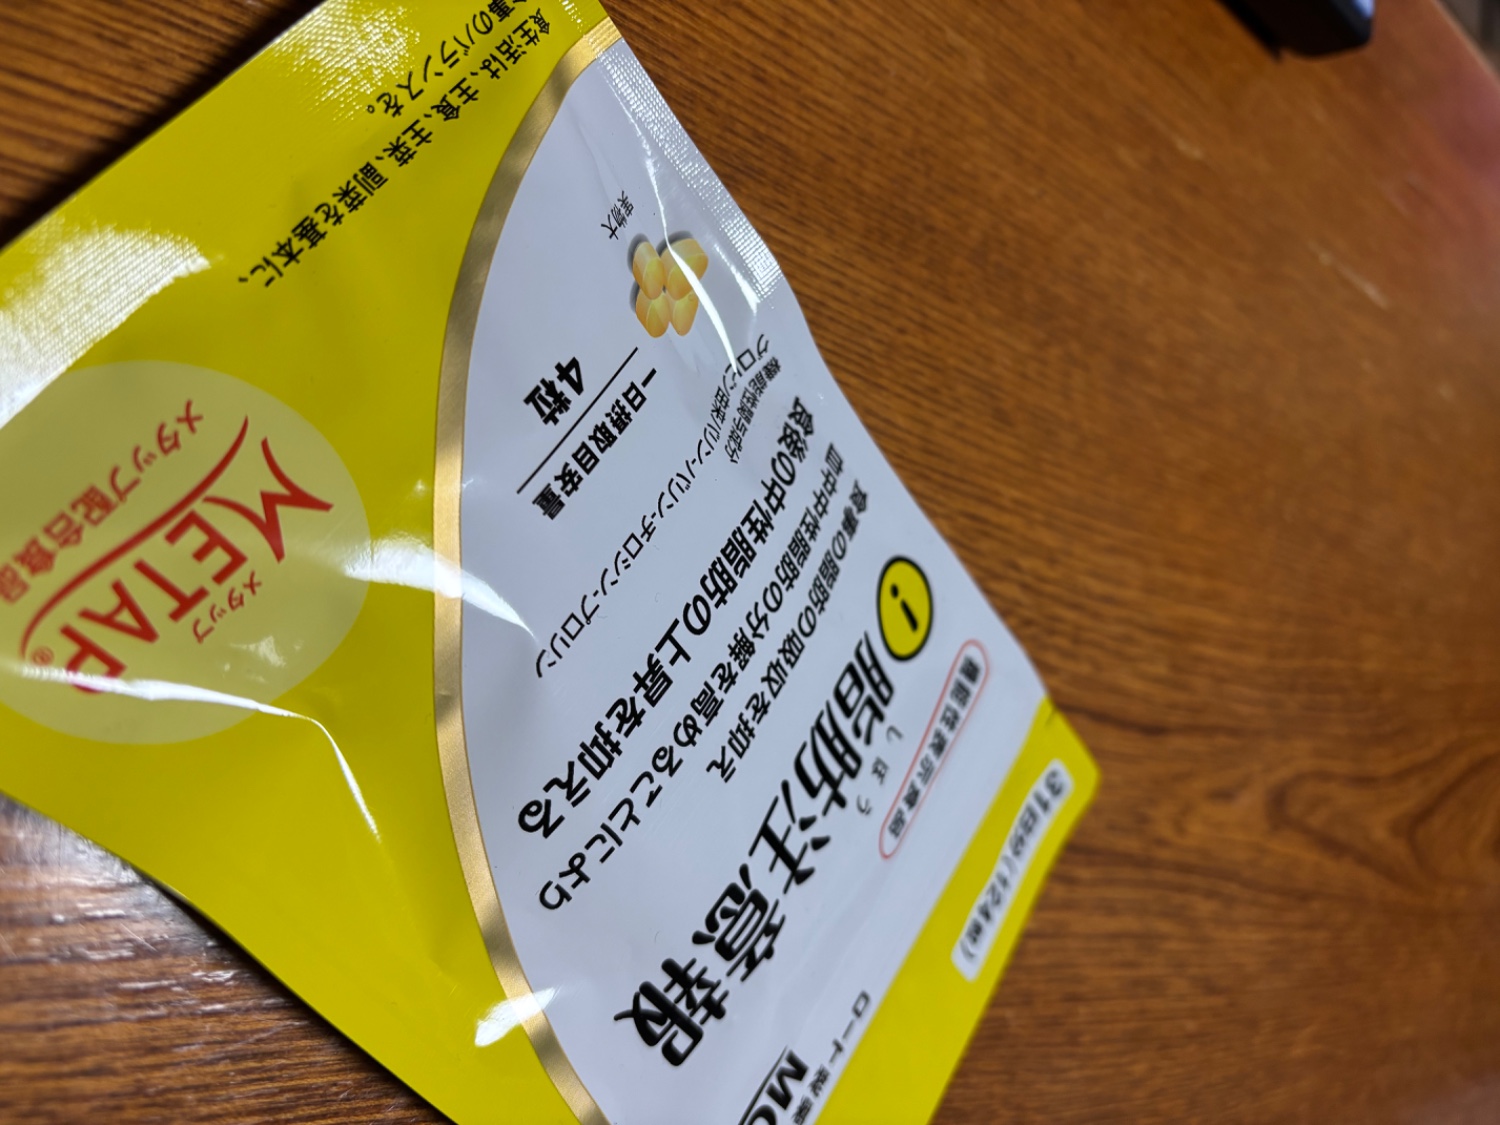 ロート製薬
31日分(124粒)
機能性表示食品
しぼう
脂肪注意報
食事の脂肪の吸収を抑え
血中中性脂肪の分解を高めることにより
食後の中性脂肪の上昇を抑える
機能性関与成分
グロビン由来バリン-バリン-チロシン-プロリン
一日摂取目安量
4粒
実物大
メタップ
METAP®
メタップ配合食品
食生活は、主食、主菜、副菜を基本に、
事のバランスを。